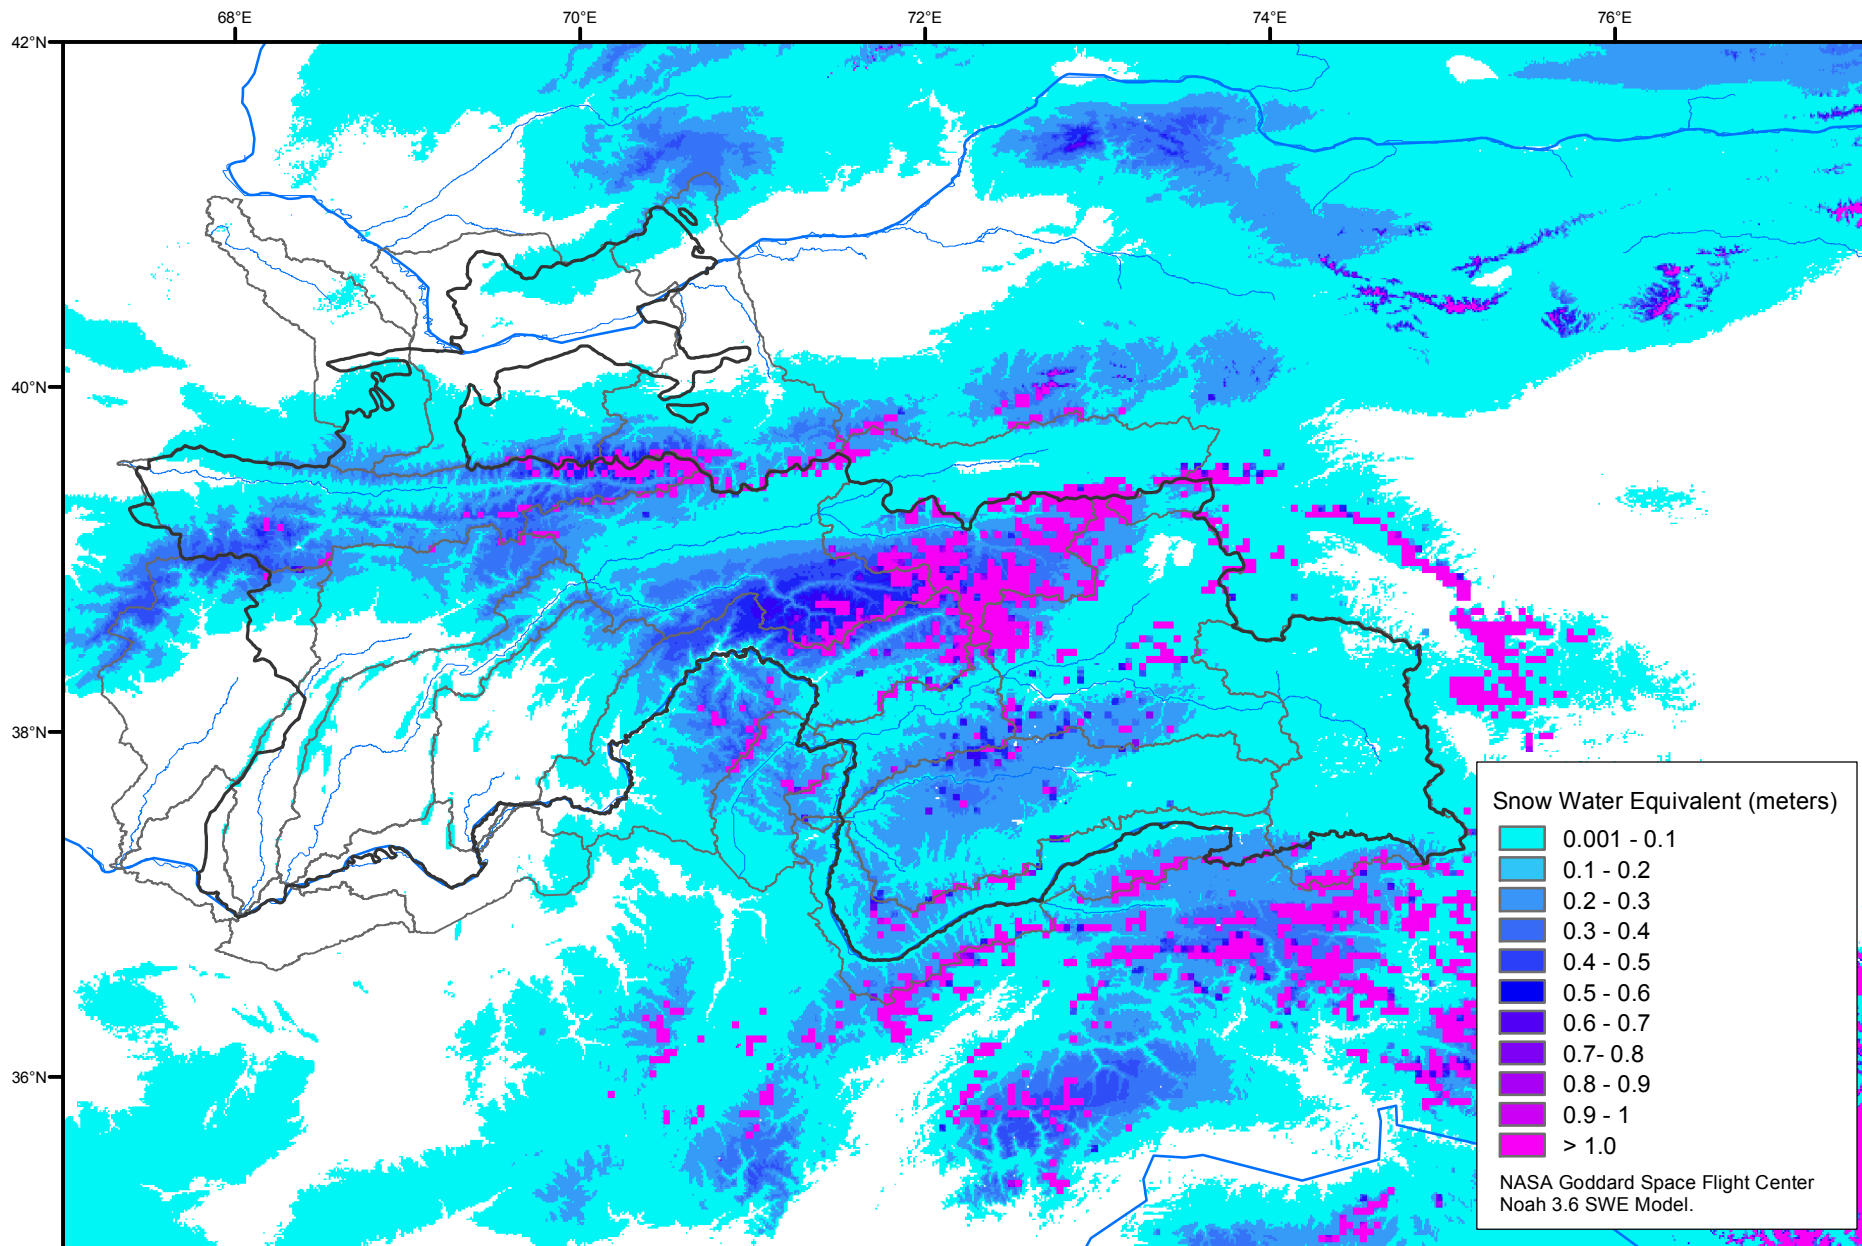 68°E 70°E 72°E 74°E 76°E
42°N
40°N
38°N
36°N
Snow Water Equivalent (meters)
0.001 - 0.1
0.1 - 0.2
0.2 - 0.3
0.3 - 0.4
0.4 - 0.5
0.5 - 0.6
0.6 - 0.7
0.7- 0.8
0.8 - 0.9
0.9 - 1
> 1.0
NASA Goddard Space Flight Center
Noah 3.6 SWE Model.